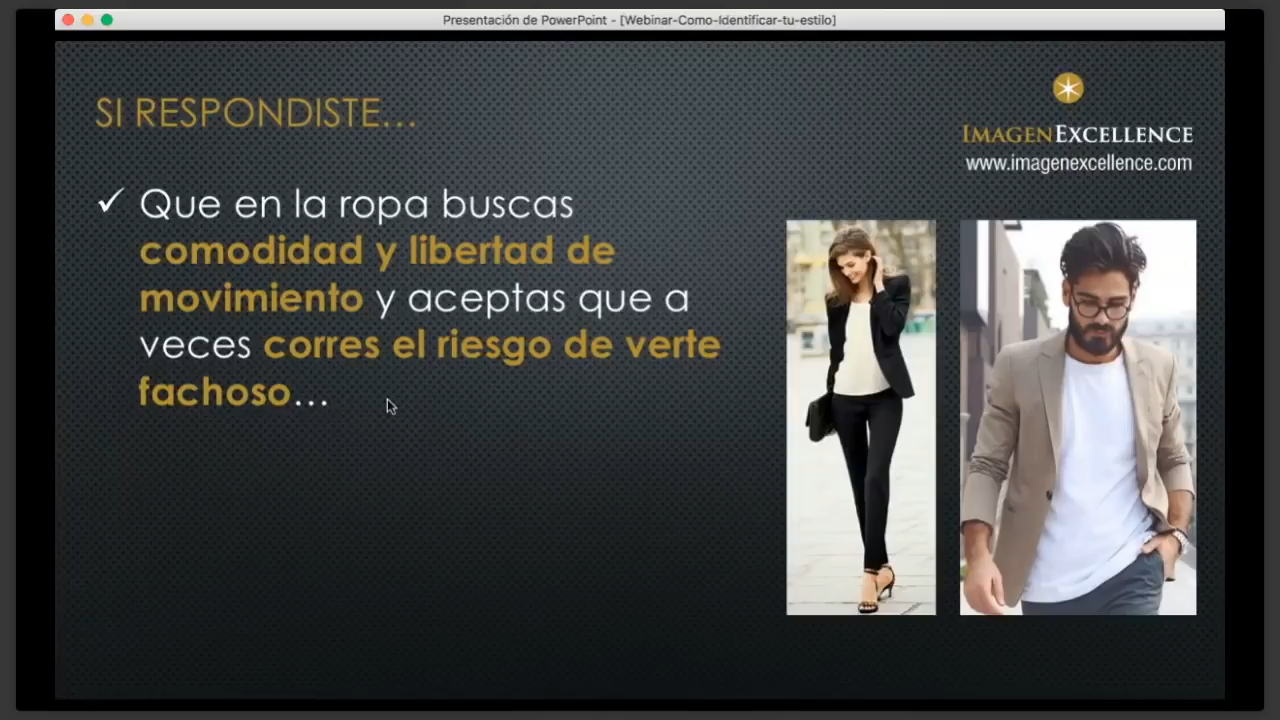 Presentación de PowerPoint - [Webinar-Como-Identificar-tu-estilo]
SI RESPONDISTE...
IMAGENEXCELLENCE
www.imagenexcellence.com
✓ Que en la ropa buscas
comodidad y libertad de
movimiento y aceptas que a
veces corres el riesgo de verte
fachoso...